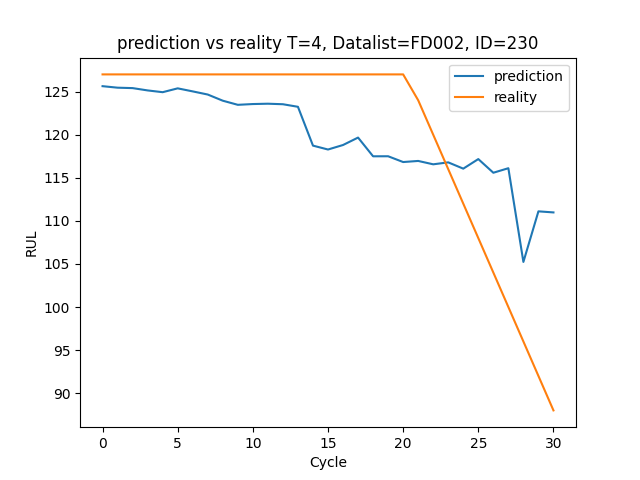 prediction vs reality T=4, Datalist=FD002, ID=230
prediction
reality
RUL
125
120
115
110
105
100
95
90
0 5 10 15 20 25 30
Cycle